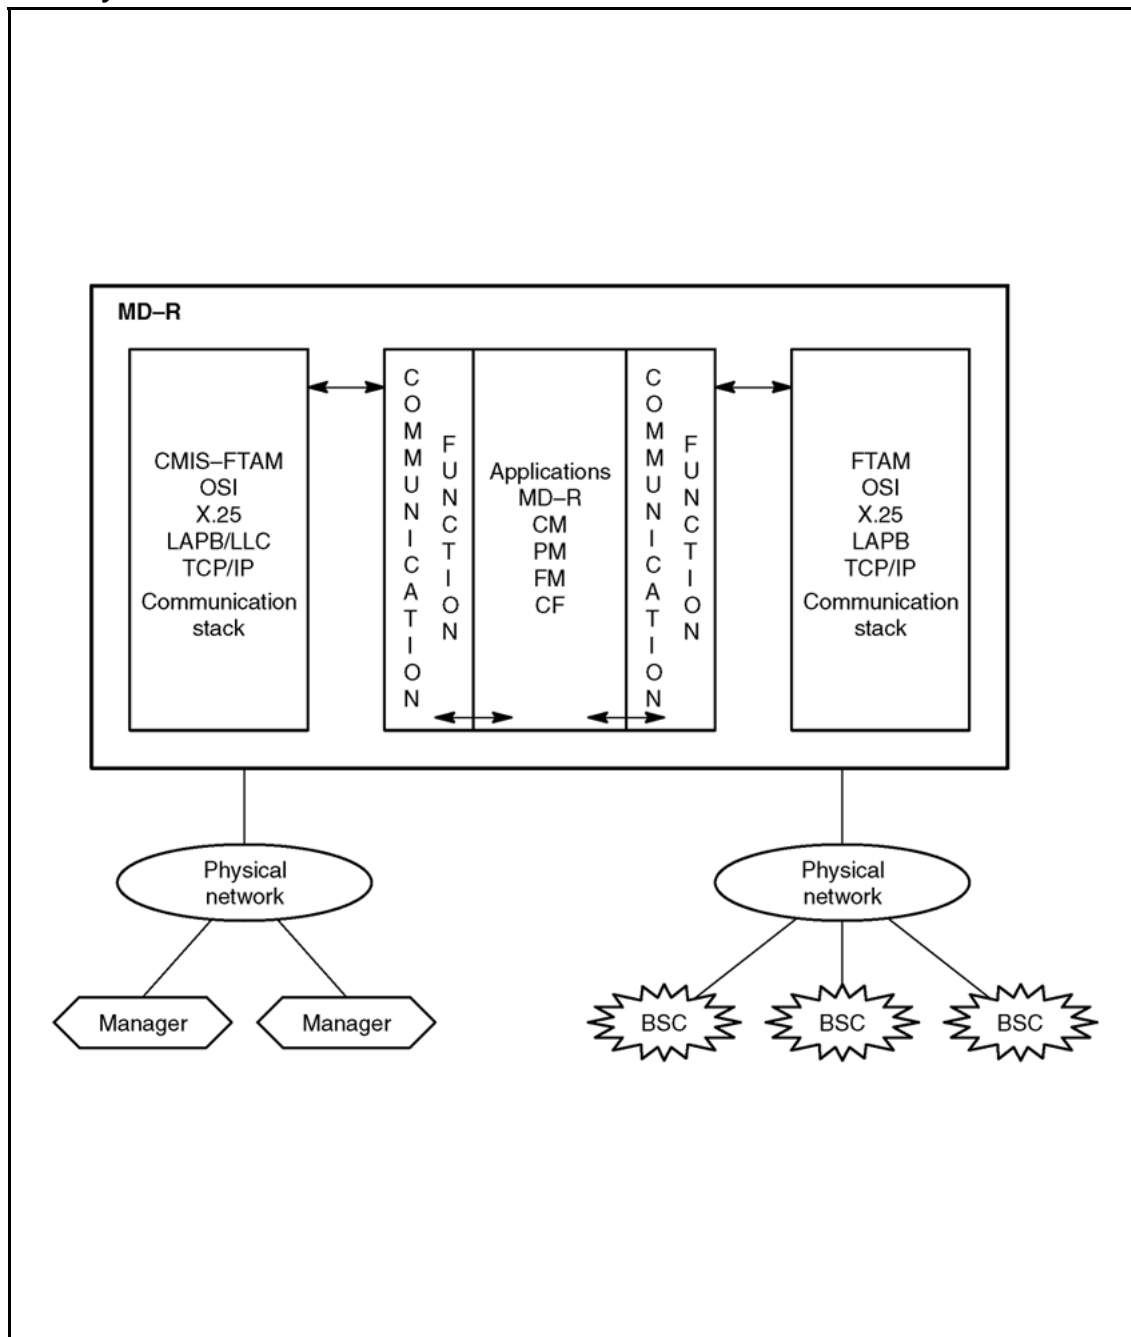 MD–R
CMIS–FTAM
OSI
X.25
LAPB/LLC
TCP/IP
Communication
stack
COMMUNICATION
FUNCTION
Applications
MD–R
CM
PM
FM
CF
COMMUNICATION
FUNCTION
FTAM
OSI
X.25
LAPB
TCP/IP
Communication
stack
Physical
network
Physical
network
Manager
Manager
BSC
BSC
BSC